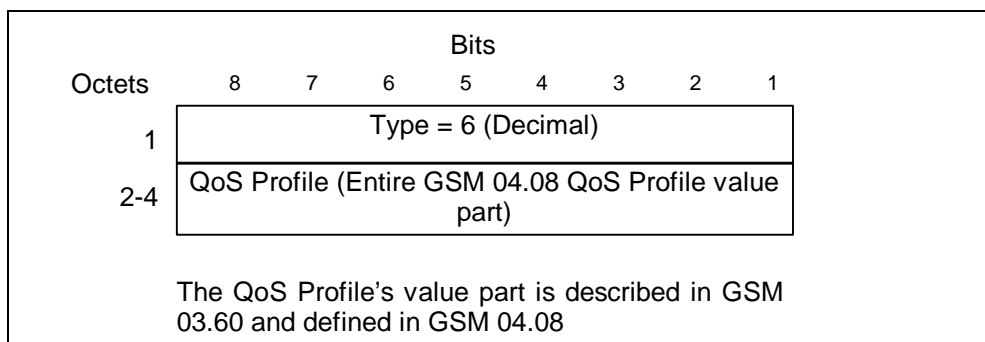 Bits
Octets 8 7 6 5 4 3 2 1
1 Type = 6 (Decimal)
2-4 QoS Profile (Entire GSM 04.08 QoS Profile value
part)
The QoS Profile's value part is described in GSM
03.60 and defined in GSM 04.08